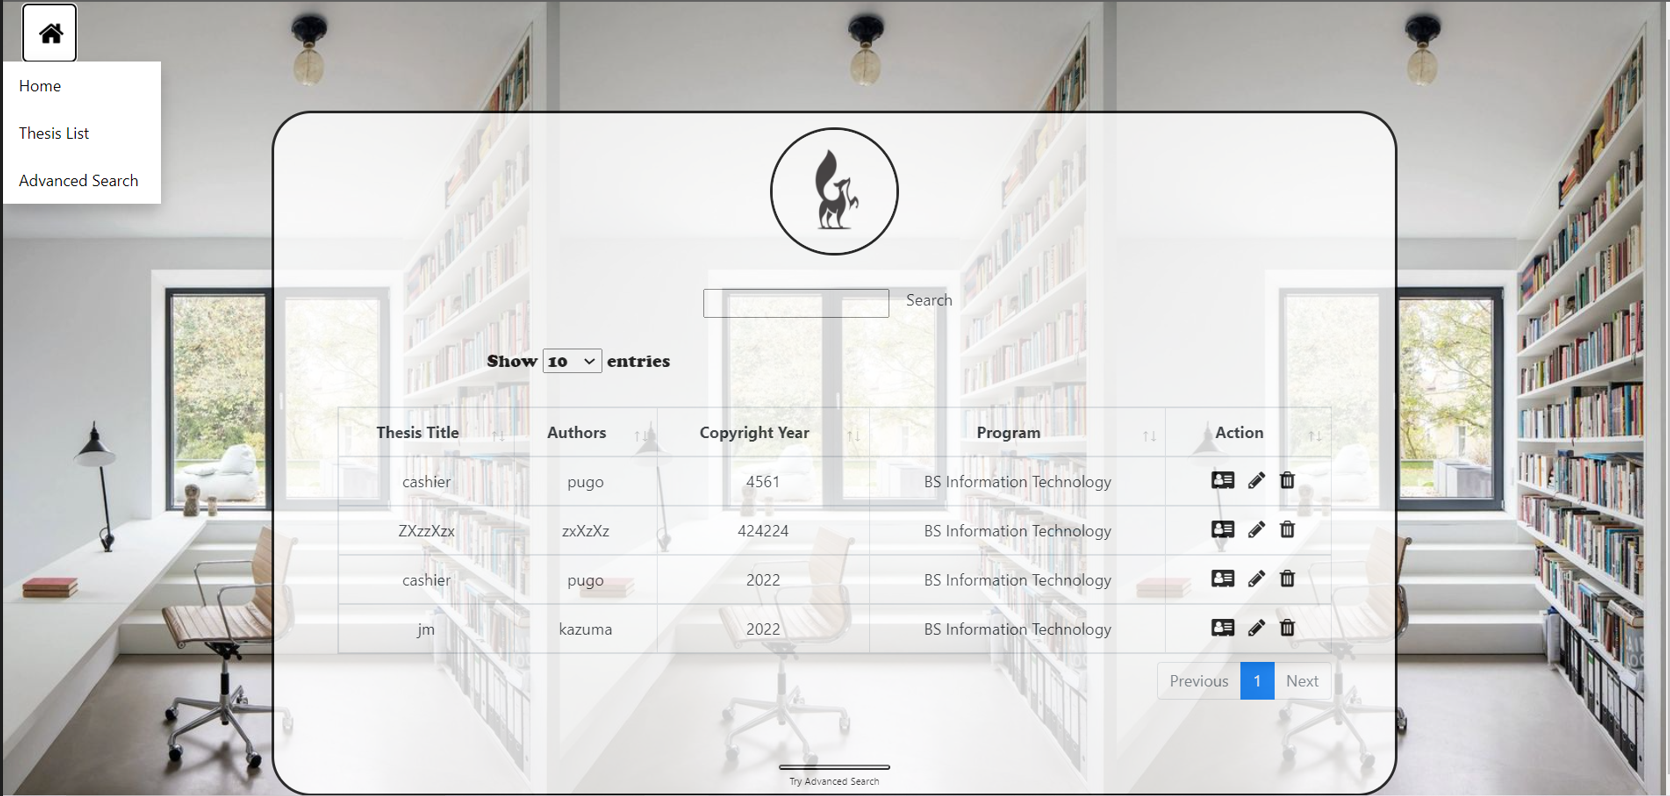 Home
Thesis List
Advanced Search
Search
Show 10 entries
Thesis Title Authors Copyright Year Program Action
cashier pugo 4561 BS Information Technology
ZXzzXzx zxXzXz 424224 BS Information Technology
cashier pugo 2022 BS Information Technology
jm kazuma 2022 BS Information Technology
Previous 1 Next
Try Advanced Search